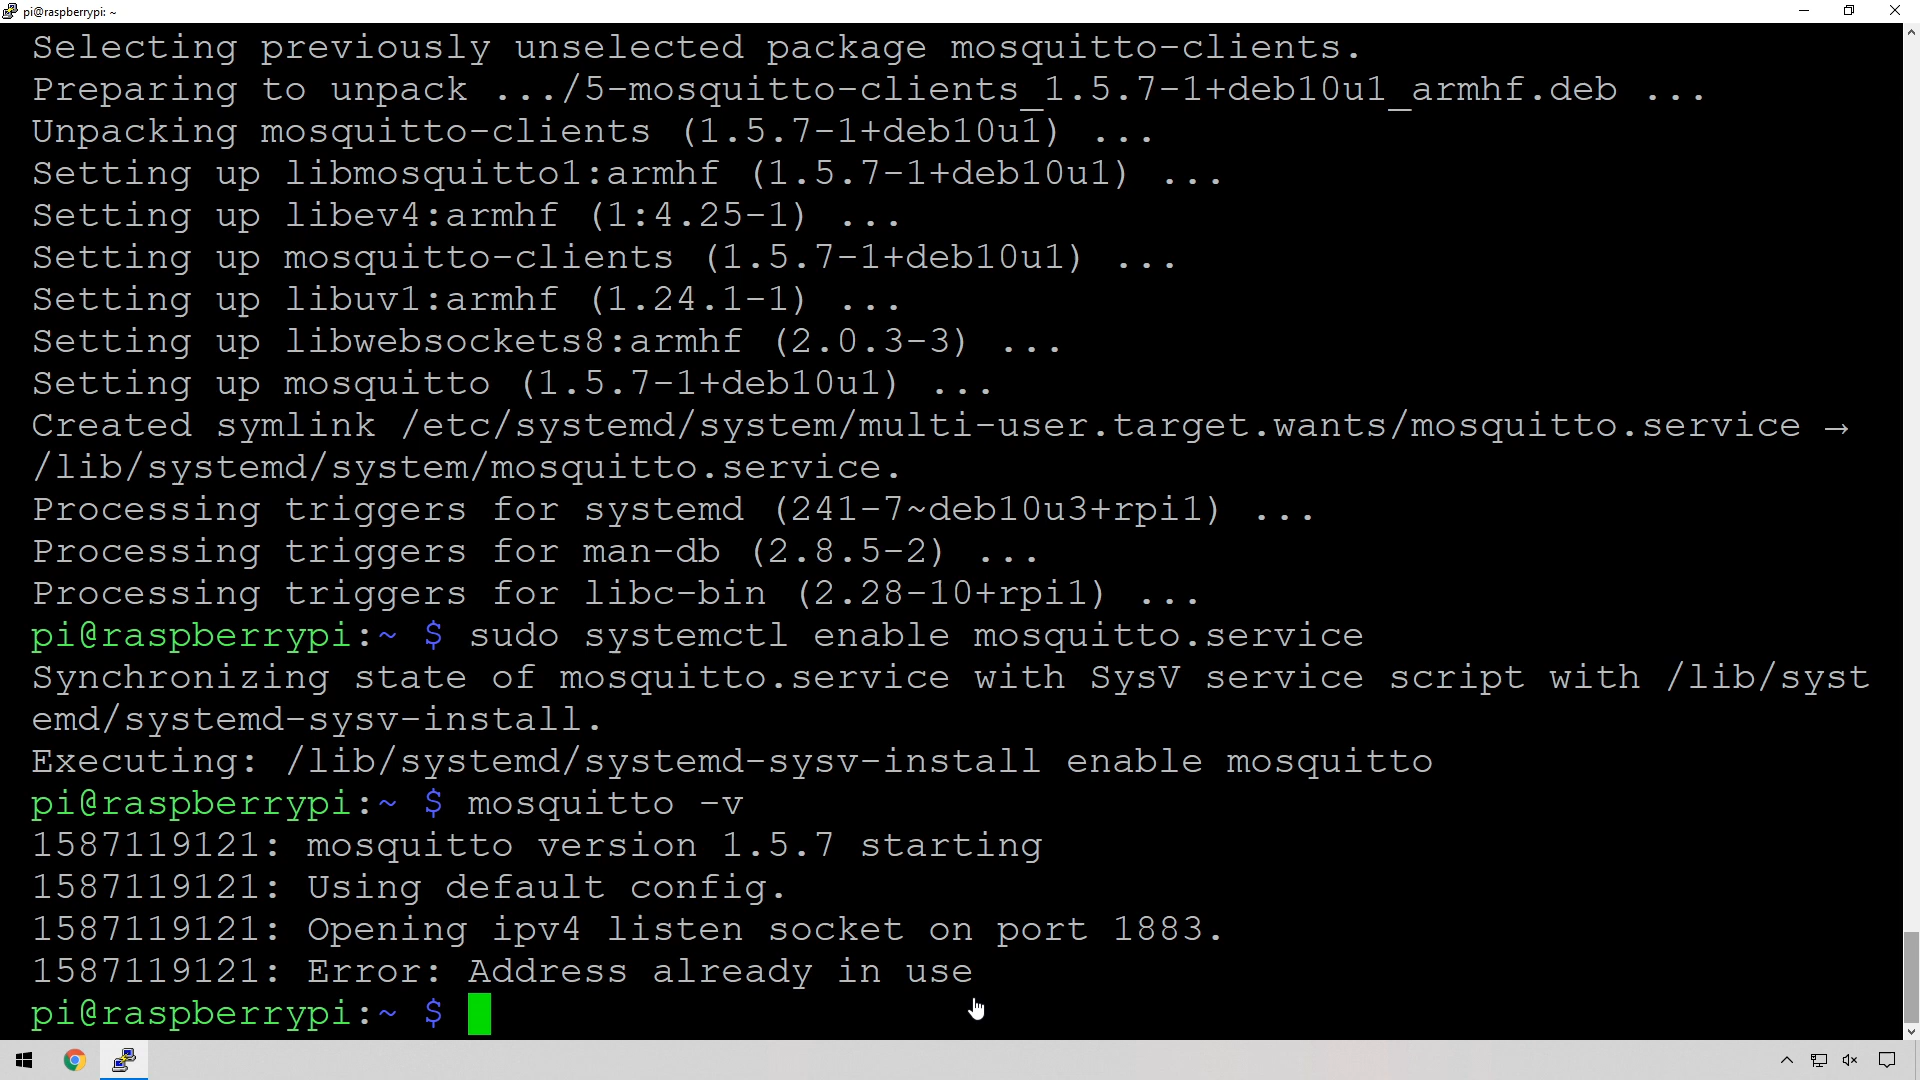 pi@raspberrypi: ~
Selecting previously unselected package mosquitto-clients.
Preparing to unpack .../5-mosquitto-clients_1.5.7-1+deb10u1_armhf.deb ...
Unpacking mosquitto-clients (1.5.7-1+deb10u1) ...
Setting up libmosquitto1:armhf (1.5.7-1+deb10u1) ...
Setting up libev4:armhf (1:4.25-1) ...
Setting up mosquitto-clients (1.5.7-1+deb10u1) ...
Setting up libuv1:armhf (1.24.1-1) ...
Setting up libwebsockets8:armhf (2.0.3-3) ...
Setting up mosquitto (1.5.7-1+deb10u1) ...
Created symlink /etc/systemd/system/multi-user.target.wants/mosquitto.service →
/lib/systemd/system/mosquitto.service.
Processing triggers for systemd (241-7~deb10u3+rpi1) ...
Processing triggers for man-db (2.8.5-2) ...
Processing triggers for libc-bin (2.28-10+rpi1) ...
pi@raspberrypi:~ $ sudo systemctl enable mosquitto.service
Synchronizing state of mosquitto.service with SysV service script with /lib/syst
emd/systemd-sysv-install.
Executing: /lib/systemd/systemd-sysv-install enable mosquitto
pi@raspberrypi:~ $ mosquitto -v
1587119121: mosquitto version 1.5.7 starting
1587119121: Using default config.
1587119121: Opening ipv4 listen socket on port 1883.
1587119121: Error: Address already in use
pi@raspberrypi:~ $